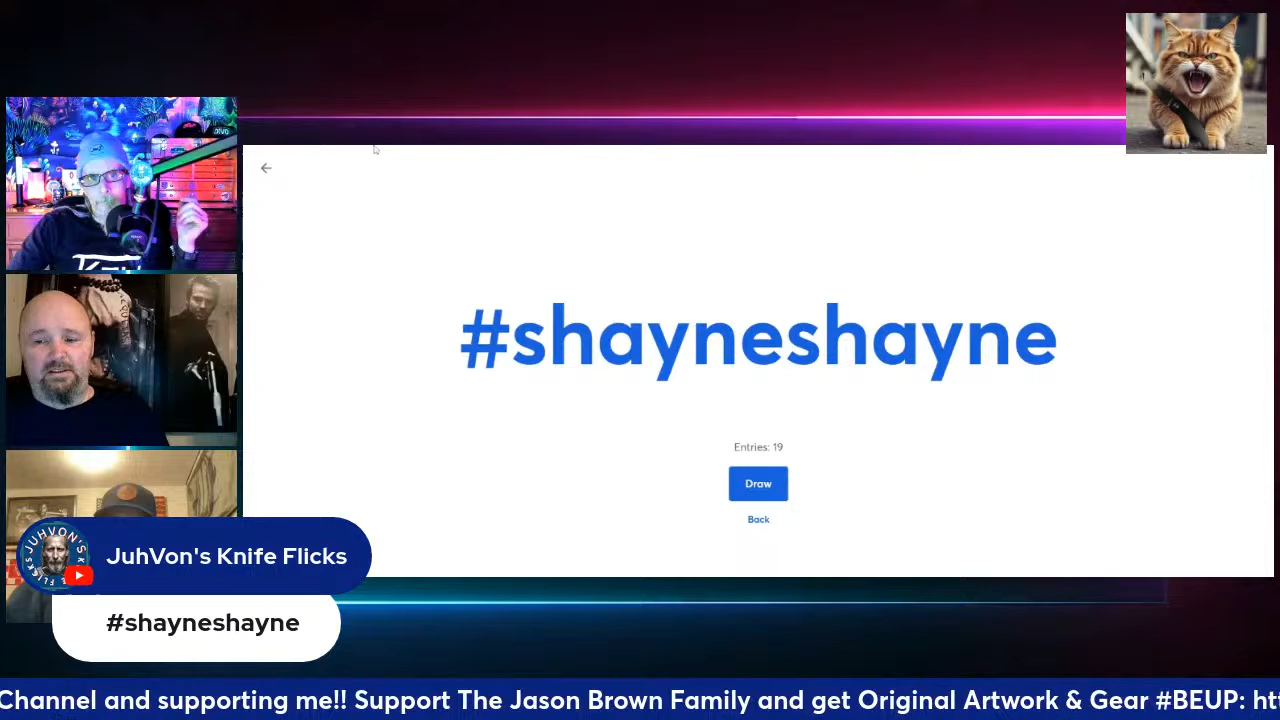 #shayneshayne
Entries: 19
Draw
Back
JuhVon's Knife Flicks
#shayneshayne
Channel and supporting me!! Support The Jason Brown Family and get Original Artwork & Gear #BEUP: htt